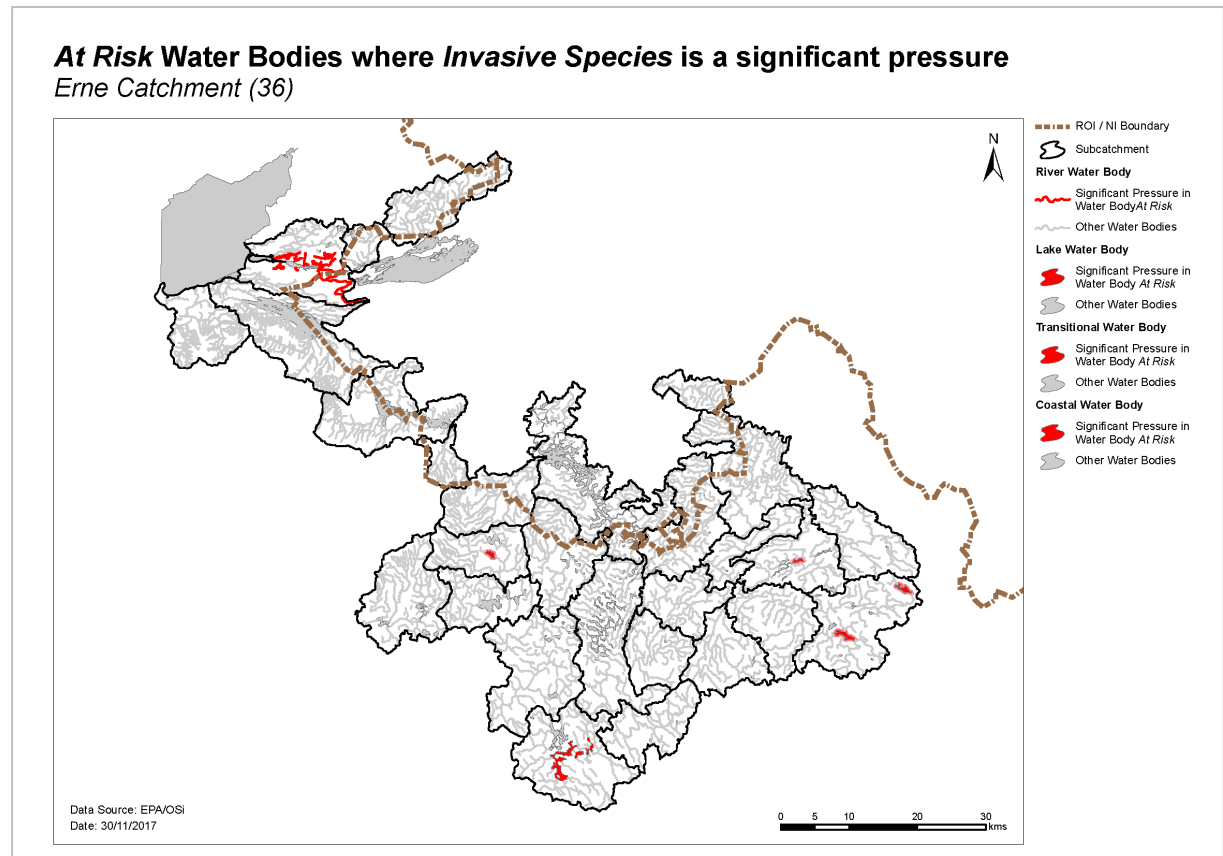 At Risk Water Bodies where Invasive Species is a significant pressure
Erne Catchment (36)
N
ROI / NI Boundary
Subcatchment
River Water Body
Significant Pressure in
Water BodyAt Risk
Other Water Bodies
Lake Water Body
Significant Pressure in
Water Body At Risk
Other Water Bodies
Transitional Water Body
Significant Pressure in
Water Body At Risk
Other Water Bodies
Coastal Water Body
Significant Pressure in
Water Body At Risk
Other Water Bodies
Data Source: EPA/OSi
Date: 30/11/2017
0 5 10 20 30
kms